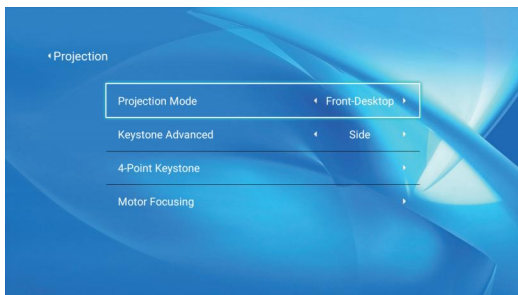 Projection
Projection Mode Front-Desktop
Keystone Advanced Side
4-Point Keystone
Motor Focusing